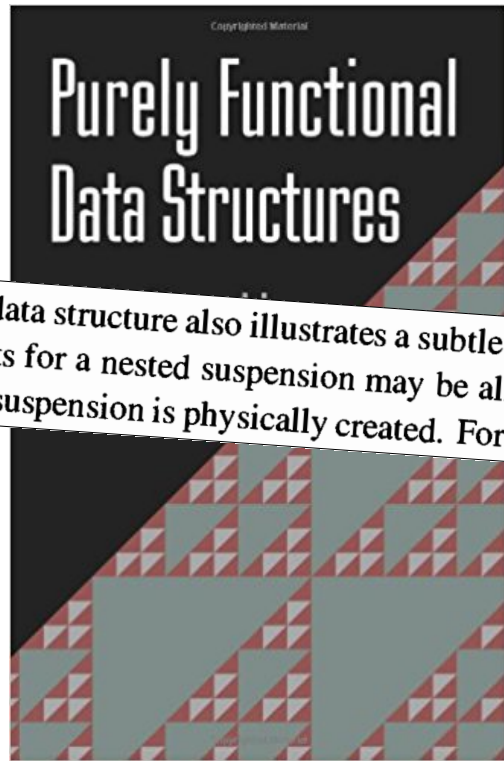 Copyrighted Material
Purely Functional
Data Structures
data structure also illustrates a subtle
ts for a nested suspension may be al
suspension is physically created. For